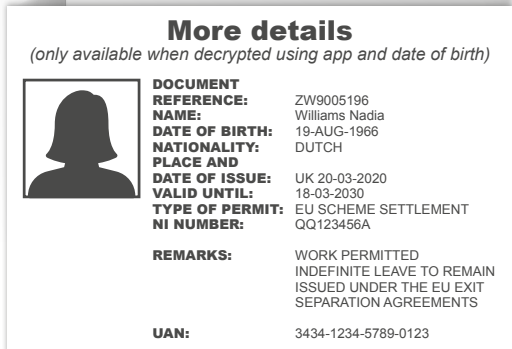 More details
(only available when decrypted using app and date of birth)
DOCUMENT
REFERENCE: ZW9005196
NAME: Williams Nadia
DATE OF BIRTH: 19-AUG-1966
NATIONALITY: DUTCH
PLACE AND
DATE OF ISSUE: UK 20-03-2020
VALID UNTIL: 18-03-2030
TYPE OF PERMIT: EU SCHEME SETTLEMENT
NI NUMBER: QQ123456A
REMARKS: WORK PERMITTED
INDEFINITE LEAVE TO REMAIN
ISSUED UNDER THE EU EXIT
SEPARATION AGREEMENTS
UAN: 3434-1234-5789-0123